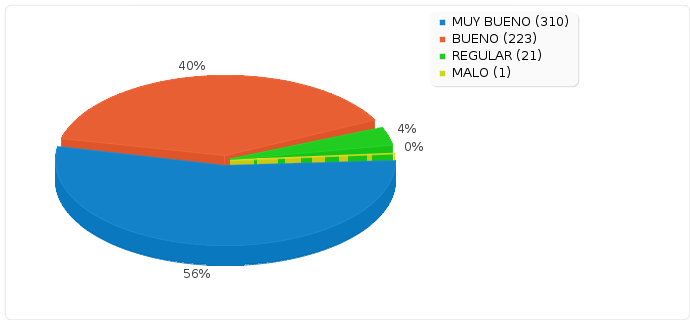 MUY BUENO (310)
BUENO (223)
REGULAR (21)
MALO (1)
40%
4%
0%
56%